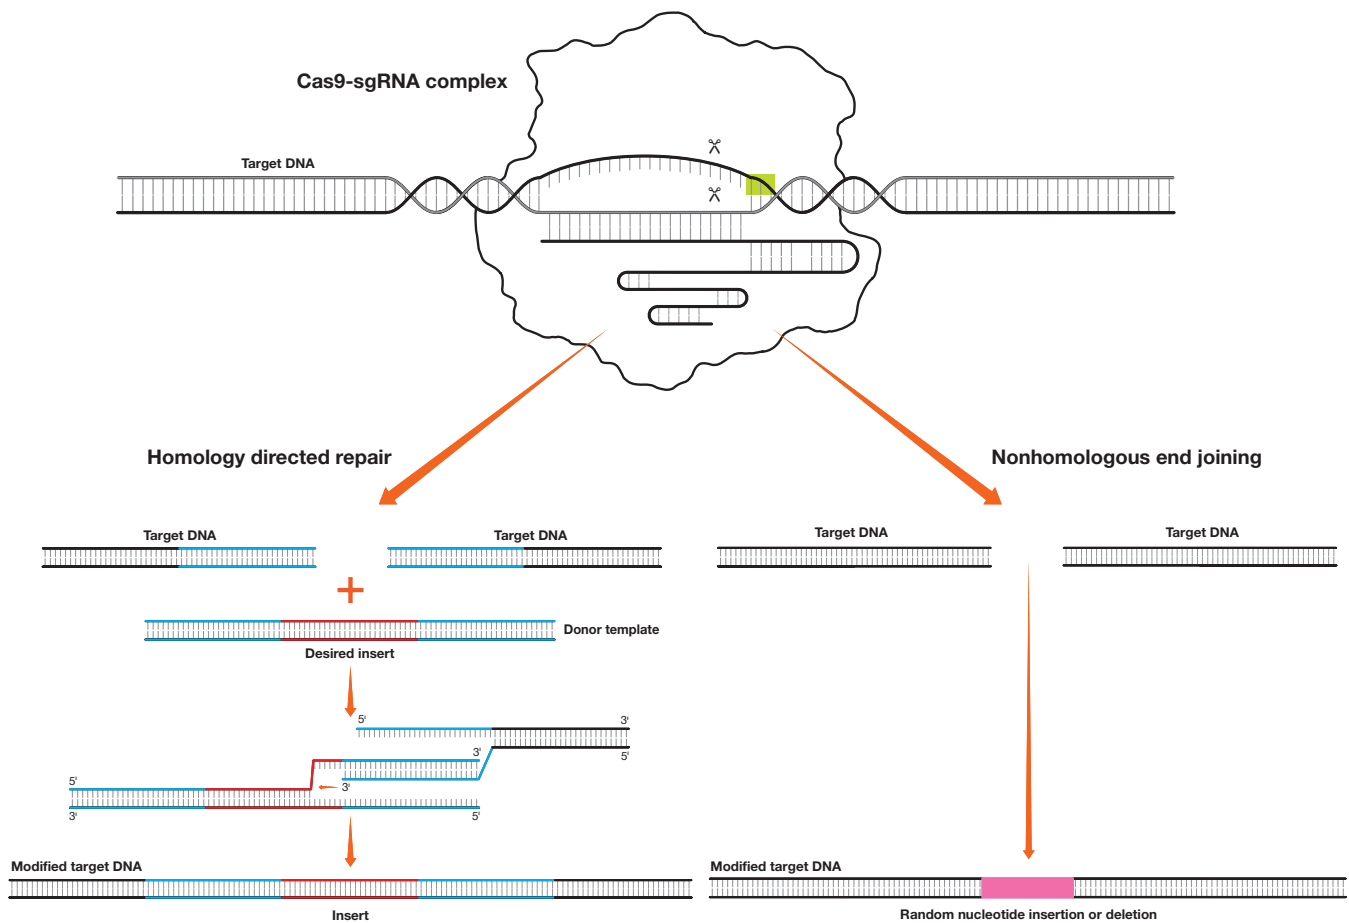 Cas9-sgRNA complex
Target DNA
Homology directed repair
Nonhomologous end joining
Target DNA
Target DNA
Target DNA
Target DNA
Donor template
Desired insert
5'
3'
3'
5'
5'
3'
3'
5'
Modified target DNA
Insert
Modified target DNA
Random nucleotide insertion or deletion